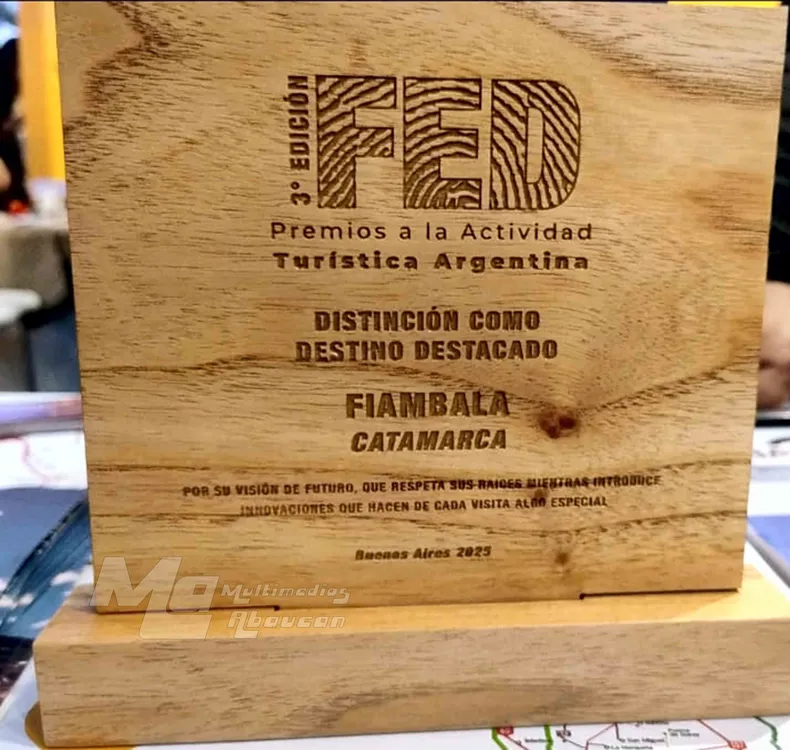 3° EDICIÓN
FED
Premios a la Actividad
Turística Argentina
DISTINCIÓN COMO
DESTINO DESTACADO
FIAMBALA
CATAMARCA
POR SU VISIÓN DE FUTURO, QUE RESPETA SUS RAICES MIENTRAS INTRODUCE
INNOVACIONES QUE HACEN DE CADA VISITA ALGO ESPECIAL
Buenos Aires 2025
MA Multimedios
Abaucan